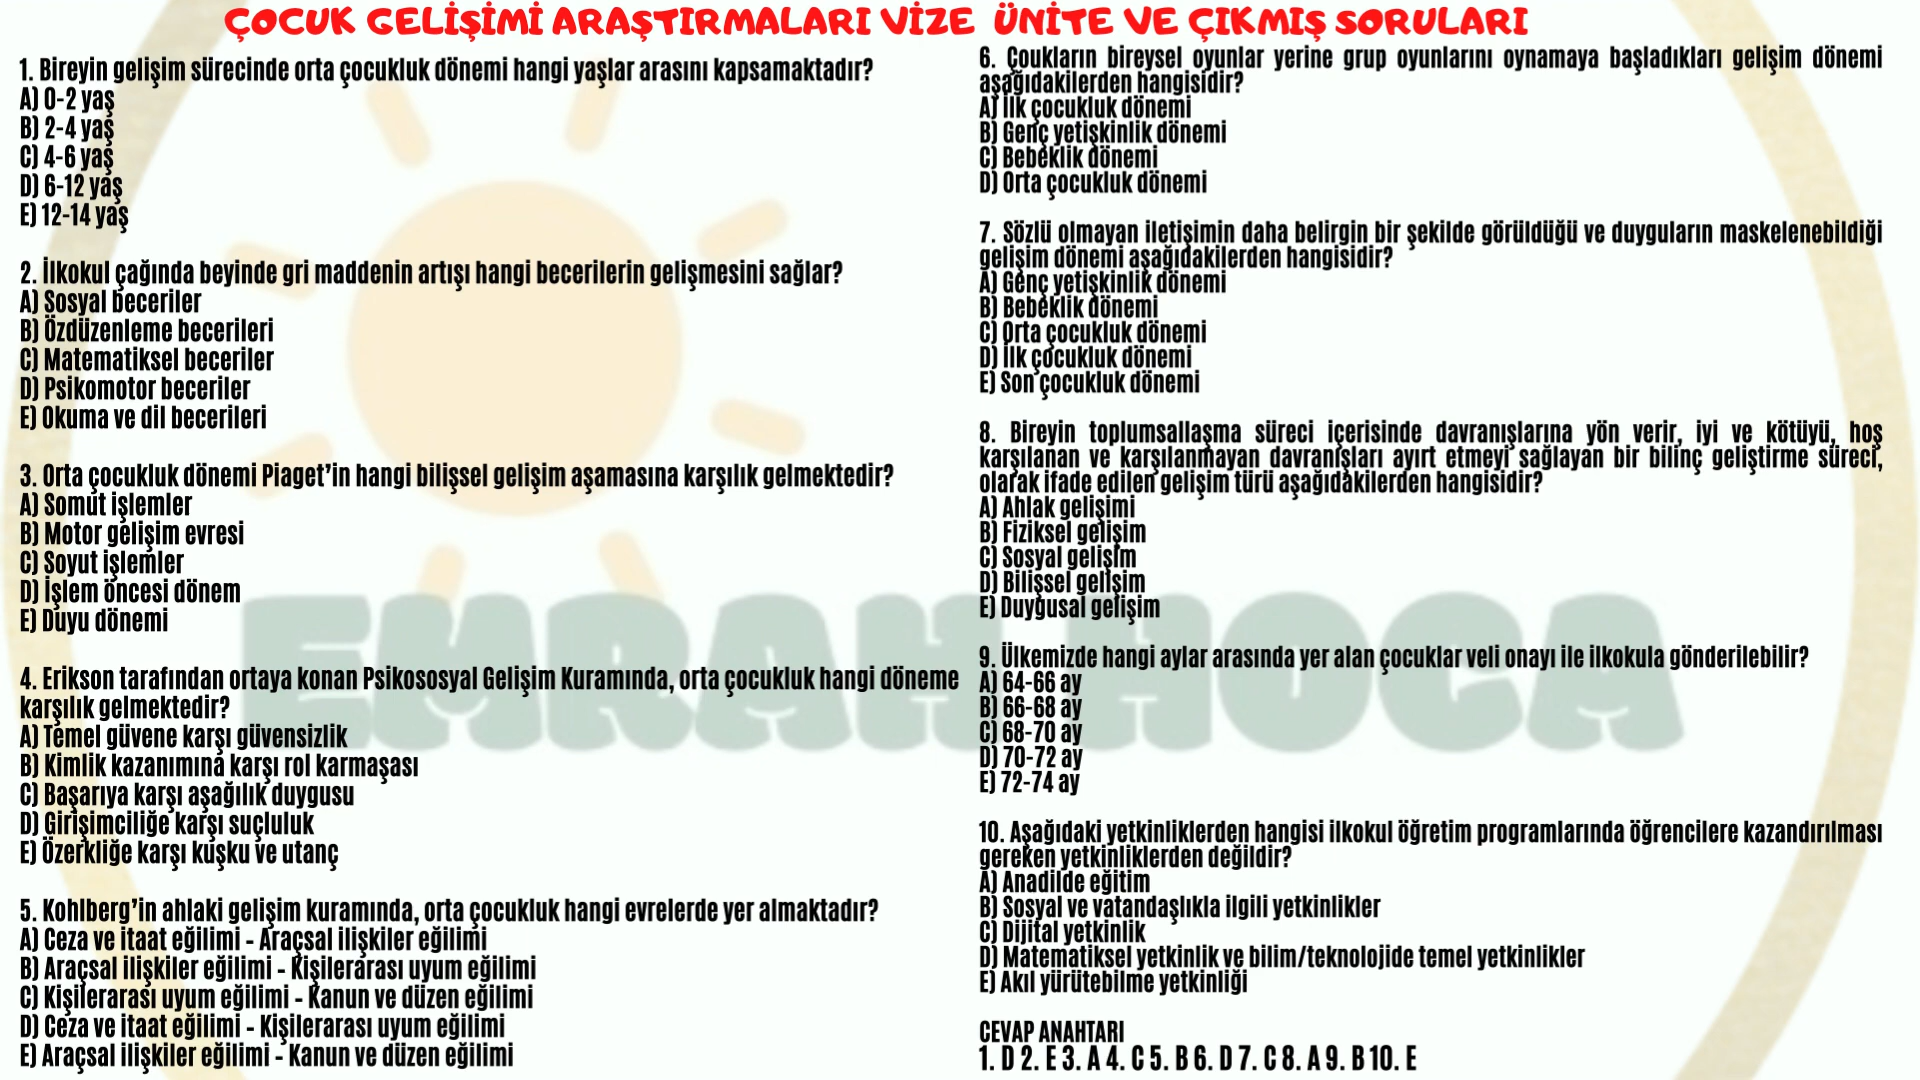 ÇOCUK GELİŞİMİ ARAŞTIRMALARI VİZE ÜNİTE VE ÇIKMIŞ SORULARI
1. Bireyin gelişim sürecinde orta çocukluk dönemi hangi yaşlar arasını kapsamaktadır?
A) 0-2 yaş
B) 2-4 yaş
C) 4-6 yaş
D) 6-12 yaş
E) 12-14 yaş
2. İlkokul çağında beyinde gri maddenin artışı hangi becerilerin gelişmesini sağlar?
A) Sosyal beceriler
B) Özdüzenleme becerileri
C) Matematiksel beceriler
D) Psikomotor beceriler
E) Okuma ve dil becerileri
3. Orta çocukluk dönemi Piaget’in hangi bilişsel gelişim aşamasına karşılık gelmektedir?
A) Somut işlemler
B) Motor gelişim evresi
C) Soyut işlemler
D) İşlem öncesi dönem
E) Duyu dönemi
4. Erikson tarafından ortaya konan Psikososyal Gelişim Kuramında, orta çocukluk hangi döneme
karşılık gelmektedir?
A) Temel güvene karşı güvensizlik
B) Kimlik kazanımına karşı rol karmaşası
C) Başarıya karşı aşağılık duygusu
D) Girişimciliğe karşı suçluluk
E) Özerkliğe karşı kuşku ve utanç
5. Kohlberg’in ahlaki gelişim kuramında, orta çocukluk hangi evrelerde yer almaktadır?
A) Ceza ve itaat eğilimi – Araçsal ilişkiler eğilimi
B) Araçsal ilişkiler eğilimi – Kişilerarası uyum eğilimi
C) Kişilerarası uyum eğilimi – Kanun ve düzen eğilimi
D) Ceza ve itaat eğilimi – Kişilerarası uyum eğilimi
E) Araçsal ilişkiler eğilimi – Kanun ve düzen eğilimi
6. Çoukların bireysel oyunlar yerine grup oyunlarını oynamaya başladıkları gelişim dönemi
aşağıdakilerden hangisidir?
A) İlk çocukluk dönemi
B) Genç yetişkinlik dönemi
C) Bebeklik dönemi
D) Orta çocukluk dönemi
7. Sözlü olmayan iletişimin daha belirgin bir şekilde görüldüğü ve duyguların maskelenebildiği
gelişim dönemi aşağıdakilerden hangisidir?
A) Genç yetişkinlik dönemi
B) Bebeklik dönemi
C) Orta çocukluk dönemi
D) İlk çocukluk dönemi
E) Son çocukluk dönemi
8. Bireyin toplumsallaşma süreci içerisinde davranışlarına yön verir, iyi ve kötüyü, hoş
karşılanan ve karşılanmayan davranışları ayırt etmeyi sağlayan bir bilinç geliştirme süreci,
olarak ifade edilen gelişim türü aşağıdakilerden hangisidir?
A) Ahlak gelişimi
B) Fiziksel gelişim
C) Sosyal gelişim
D) Bilişsel gelişim
E) Duygusal gelişim
9. Ülkemizde hangi aylar arasında yer alan çocuklar veli onayı ile ilkokula gönderilebilir?
A) 64-66 ay
B) 66-68 ay
C) 68-70 ay
D) 70-72 ay
E) 72-74 ay
10. Aşağıdaki yetkinliklerden hangisi ilkokul öğretim programlarında öğrencilere kazandırılması
gereken yetkinliklerden değildir?
A) Anadilde eğitim
B) Sosyal ve vatandaşlıkla ilgili yetkinlikler
C) Dijital yetkinlik
D) Matematiksel yetkinlik ve bilim/teknolojide temel yetkinlikler
E) Akıl yürütebilme yetkinliği
CEVAP ANAHTARI
1. D 2. E 3. A 4. C 5. B 6. D 7. C 8. A 9. B 10. E
EMRAH HOCA